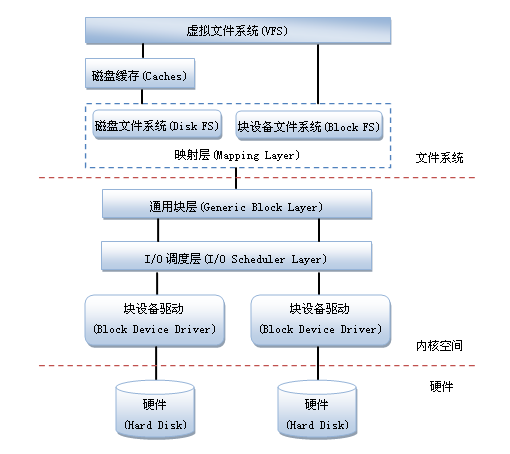 虚拟文件系统(VFS)
磁盘缓存(Caches)
磁盘文件系统(Disk FS)
块设备文件系统(Block FS)
映射层(Mapping Layer)
文件系统
通用块层(Generic Block Layer)
I/O 调度层(I/O Scheduler Layer)
块设备驱动
(Block Device Driver)
块设备驱动
(Block Device Driver)
内核空间
硬件
硬件
(Hard Disk)
硬件
(Hard Disk)